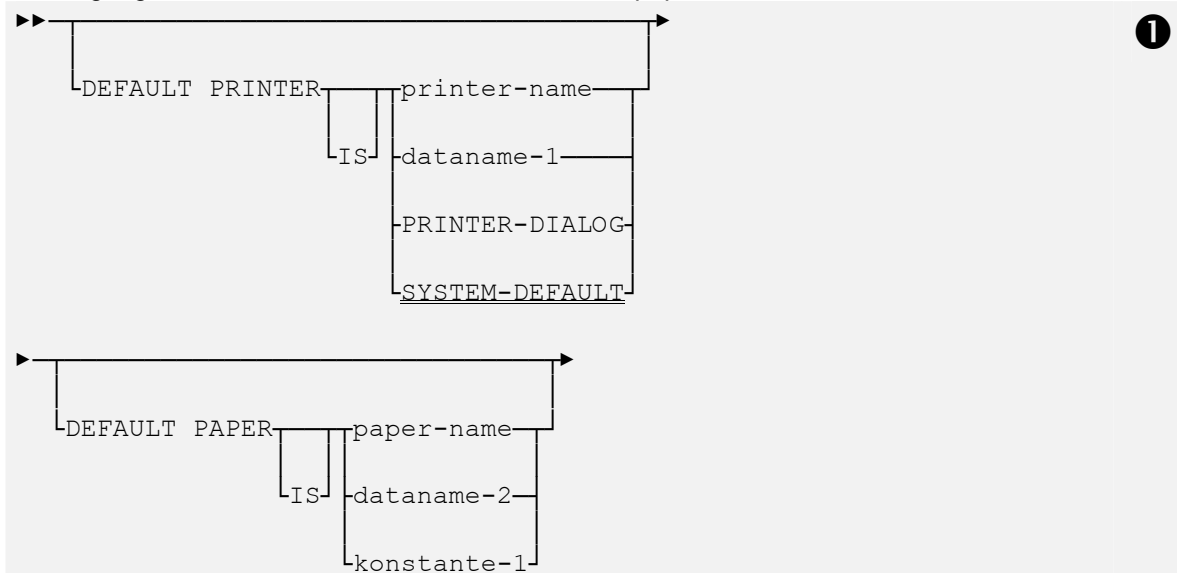 ❶
DEFAULT PRINTER printer-name
IS dataname-1
PRINTER-DIALOG
SYSTEM-DEFAULT
DEFAULT PAPER paper-name
IS dataname-2
konstante-1